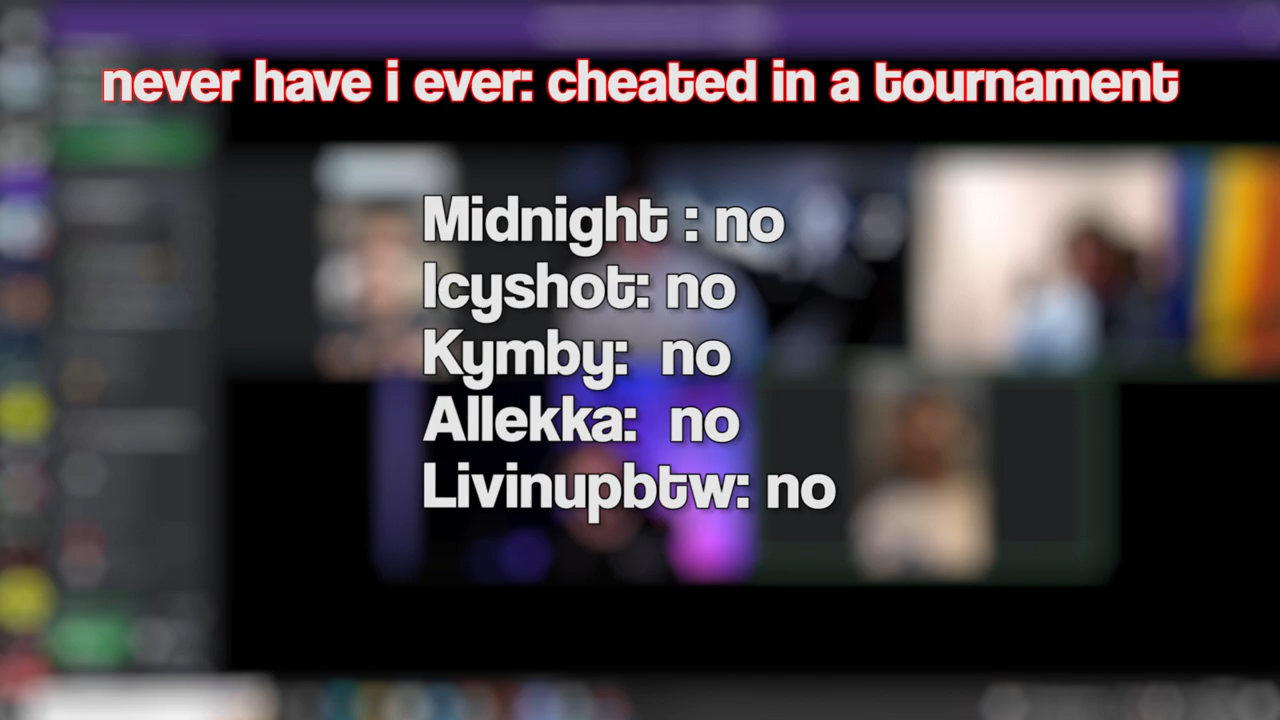 never have i ever: cheated in a tournament
Midnight : no
Icyshot: no
Kymby: no
Allekka: no
Livinupbtw: no